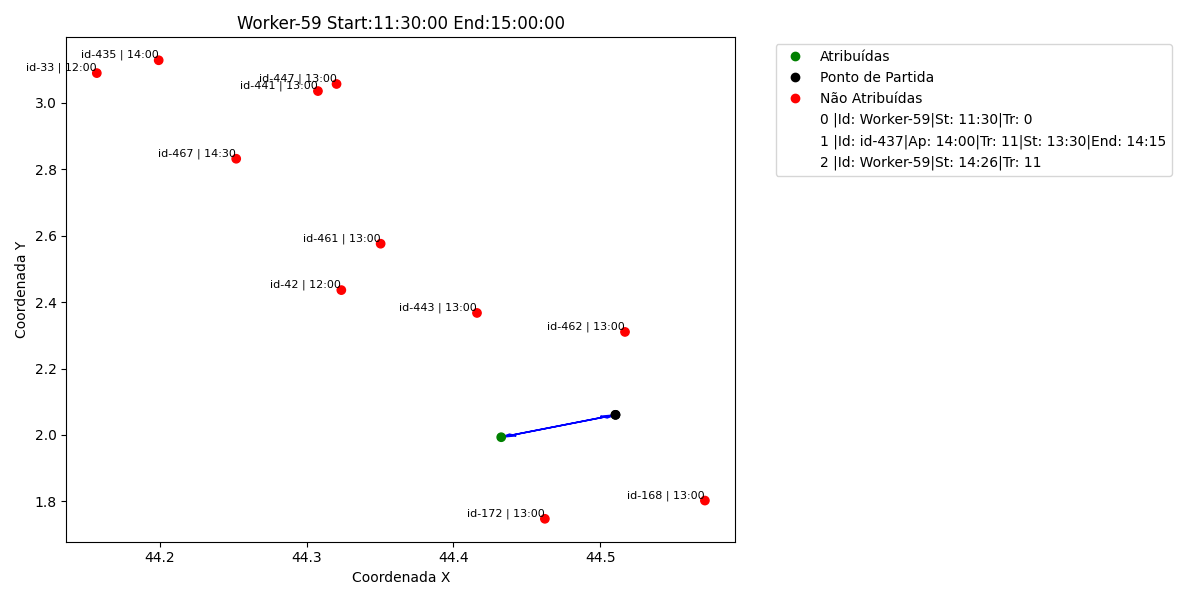 Worker-59 Start:11:30:00 End:15:00:00
id-435 | 14:00
id-33 | 12:00
id-447 | 13:00
id-441 | 13:00
id-467 | 14:30
id-461 | 13:00
id-42 | 12:00
id-443 | 13:00
id-462 | 13:00
id-168 | 13:00
id-172 | 13:00
3.0
2.8
2.6
2.4
2.2
2.0
1.8
Coordenada Y
44.2
44.3
44.4
44.5
Coordenada X
Atribuídas
Ponto de Partida
Não Atribuídas
0 |Id: Worker-59|St: 11:30|Tr: 0
1 |Id: id-437|Ap: 14:00|Tr: 11|St: 13:30|End: 14:15
2 |Id: Worker-59|St: 14:26|Tr: 11